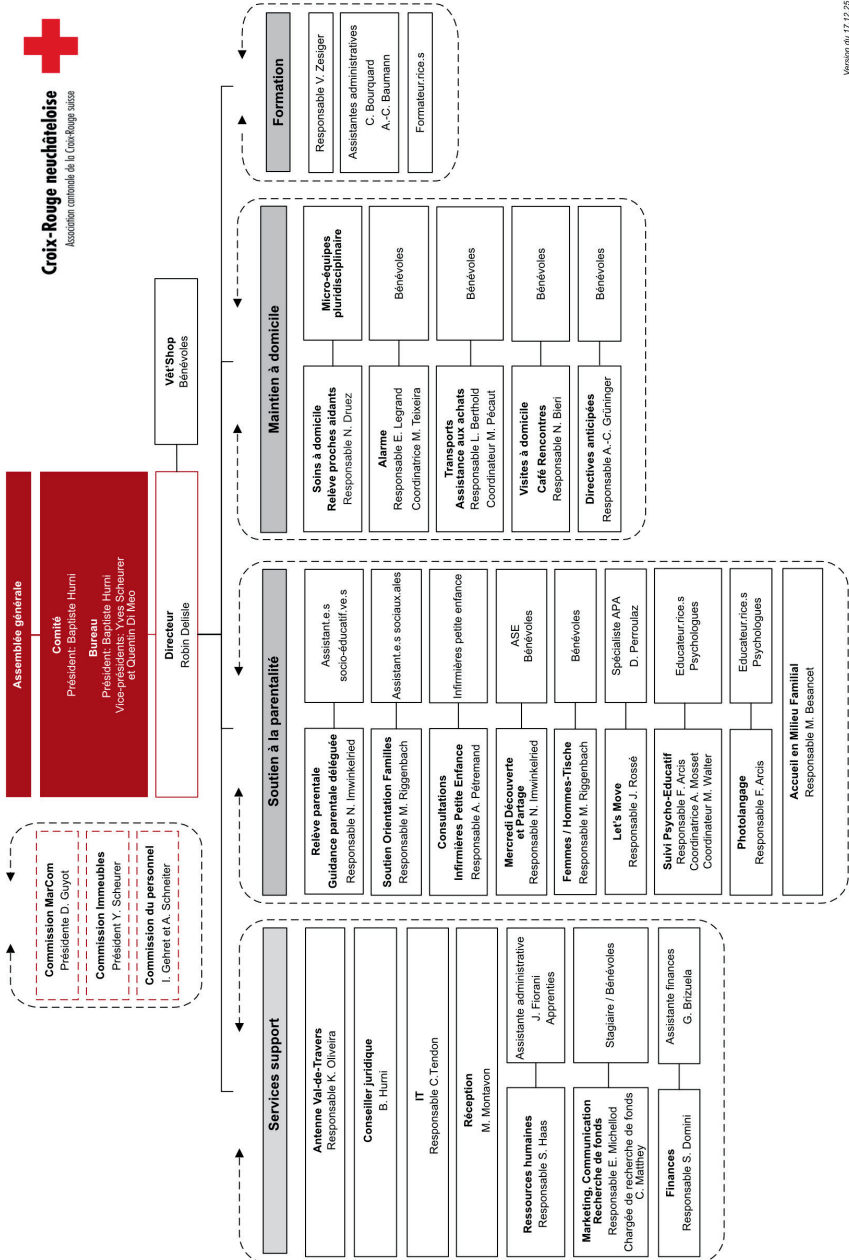 Croix-Rouge neuchâteloise
Association cantonale de la Croix-Rouge suisse
Assemblée générale
Comité
Président: Baptiste Hurni
Bureau
Président: Baptiste Hurni
Vice-présidents: Yves Scheurer
et Quentin Di Meo
Directeur
Robin Delisle
Vêt'Shop
Bénévoles
Commission MarCom
Présidente D. Guyot
Commission Immeubles
Président Y. Scheurer
Commission du personnel
I. Gehret et A. Schneiter
Services support
Antenne Val-de-Travers
Responsable K. Oliveira
Conseiller juridique
B. Hurni
IT
Responsable C.Tendon
Réception
M. Montavon
Ressources humaines
Responsable S. Haas
Assistante administrative
J. Fiorani
Apprenties
Marketing, Communication
Recherche de fonds
Responsable E. Michellod
Chargée de recherche de fonds
C. Matthey
Stagiaire / Bénévoles
Finances
Responsable S. Domini
Assistante finances
G. Brizuela
Soutien à la parentalité
Relève parentale
Guidance parentale déléguée
Responsable N. Imwinkelried
Assistant.e.s
socio-éducatif.ve.s
Soutien Orientation Familles
Responsable M. Riggenbach
Assistant.e.s sociaux.ales
Consultations
Infirmières Petite Enfance
Responsable A. Pétremand
Infirmières petite enfance
Mercredi Découverte
et Partage
Responsable N. Imwinkelried
ASE
Bénévoles
Femmes / Hommes-Tische
Responsable M. Riggenbach
Bénévoles
Let's Move
Responsable J. Rossé
Spécialiste APA
D. Perroulaz
Suivi Psycho-Educatif
Responsable F. Arcis
Coordinatrice A. Mosset
Coordinateur M. Walter
Educateur.rice.s
Psychologues
Photolangage
Responsable F. Arcis
Educateur.rice.s
Psychologues
Accueil en Milieu Familial
Responsable M. Besancet
Maintien à domicile
Soins à domicile
Relève proches aidants
Responsable N. Druez
Micro-équipes
pluridisciplinaire
Alarme
Responsable E. Legrand
Coordinatrice M. Teixeira
Bénévoles
Transports
Assistance aux achats
Responsable L. Berthold
Coordinateur M. Pécaut
Bénévoles
Visites à domicile
Café Rencontres
Responsable N. Bieri
Bénévoles
Directives anticipées
Responsable A.-C. Grüninger
Bénévoles
Formation
Responsable V. Zesiger
Assistantes administratives
C. Bourquard
A.-C. Baumann
Formateur.rice.s
Version du 17.12.25